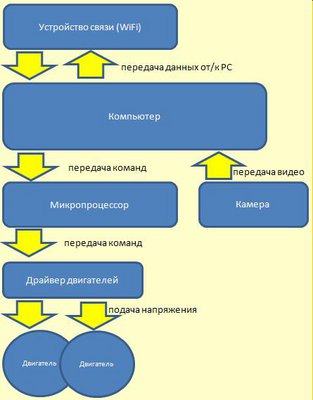 Устройство связи (WiFi)
передача данных от/к PC
Компьютер
передача команд
передача видео
Микропроцессор
Камера
передача команд
Драйвер двигателей
подача напряжения
Двигатель
Двигатель